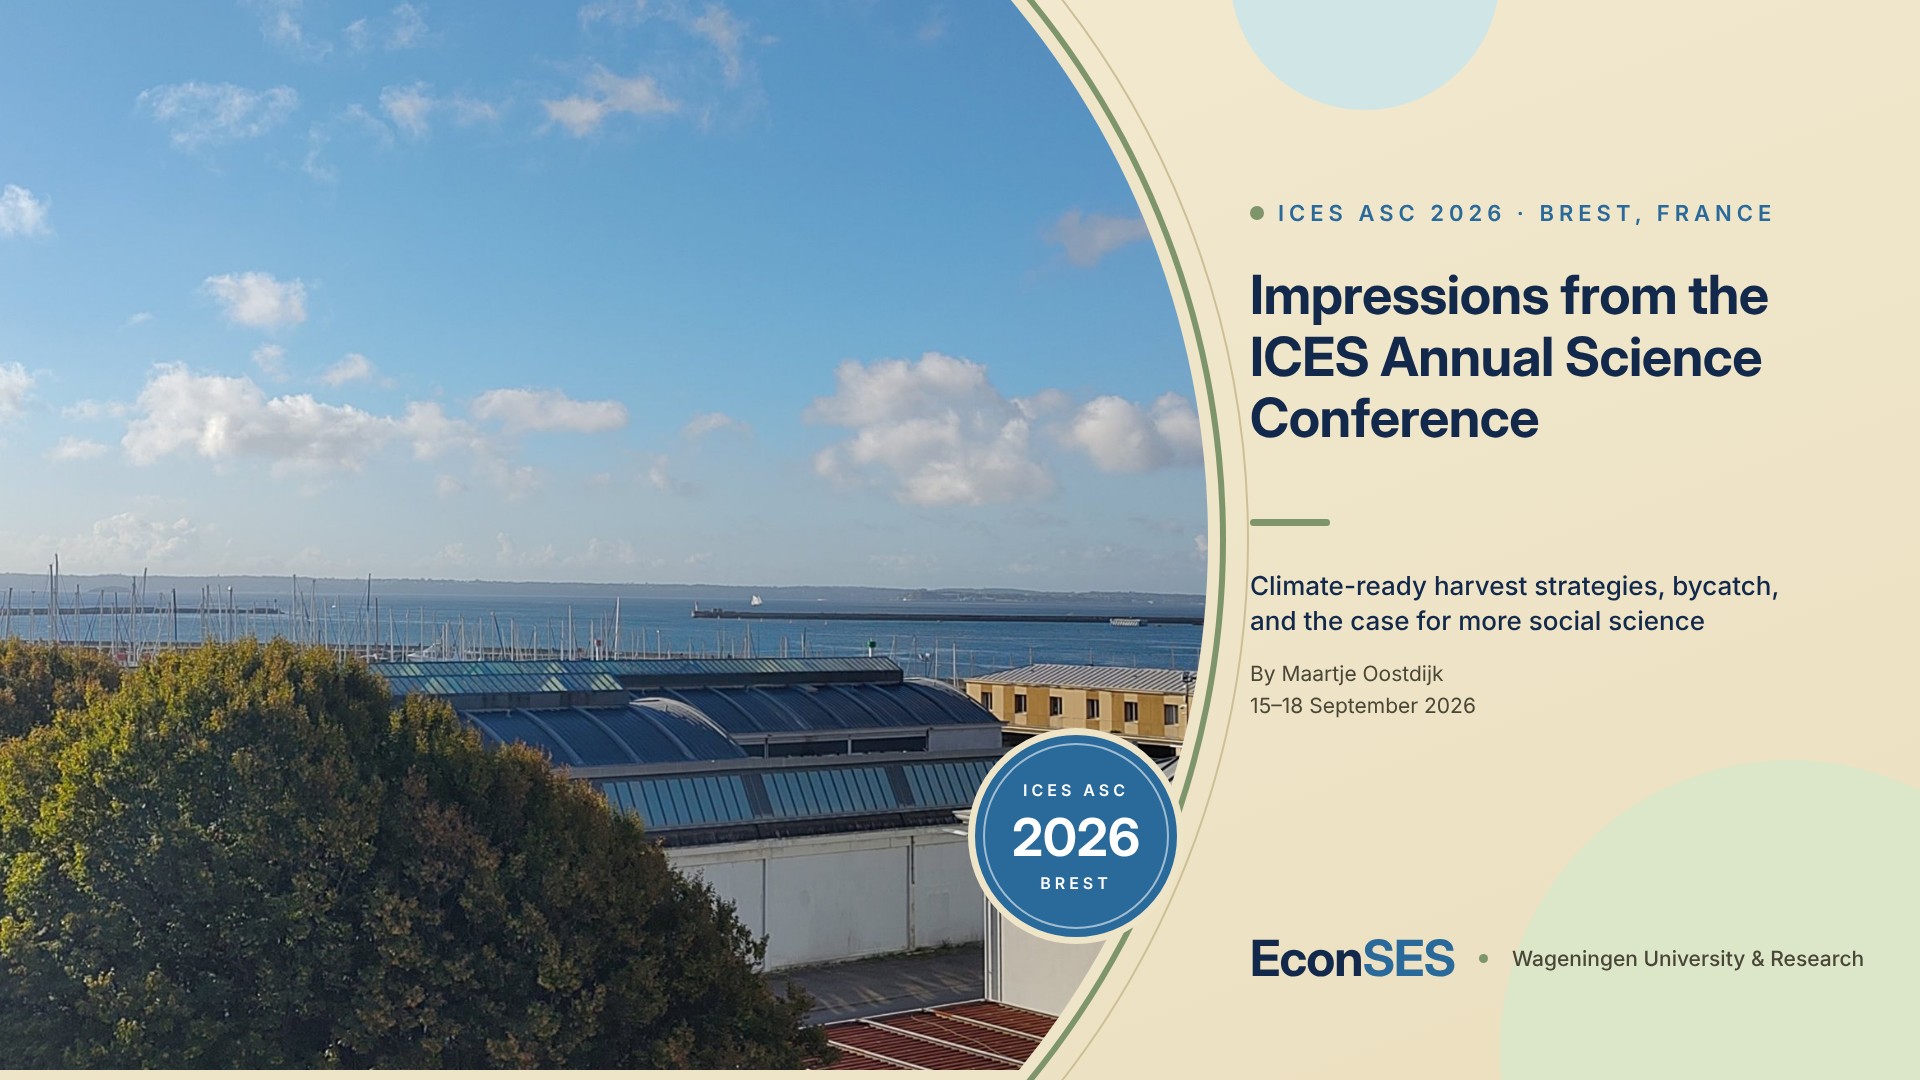 ICES ASC 2026 · BREST, FRANCE
Impressions from the
ICES Annual Science
Conference
Climate-ready harvest strategies, bycatch,
and the case for more social science
By Maartje Oostdijk
15–18 September 2026
ICES ASC
2026
BREST
EconSES • Wageningen University & Research